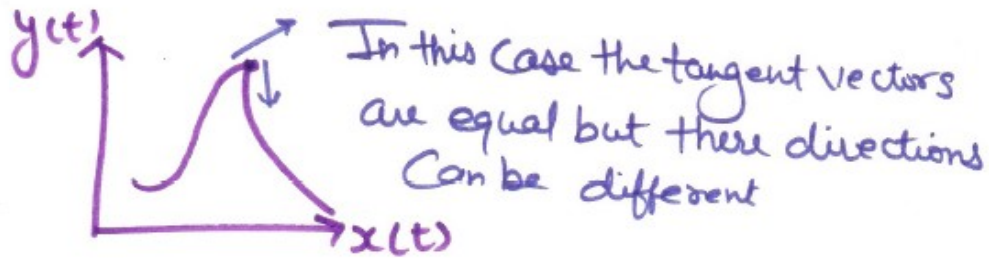 y(t)
In this case the tangent vectors
are equal but there directions
Can be different
x(t)